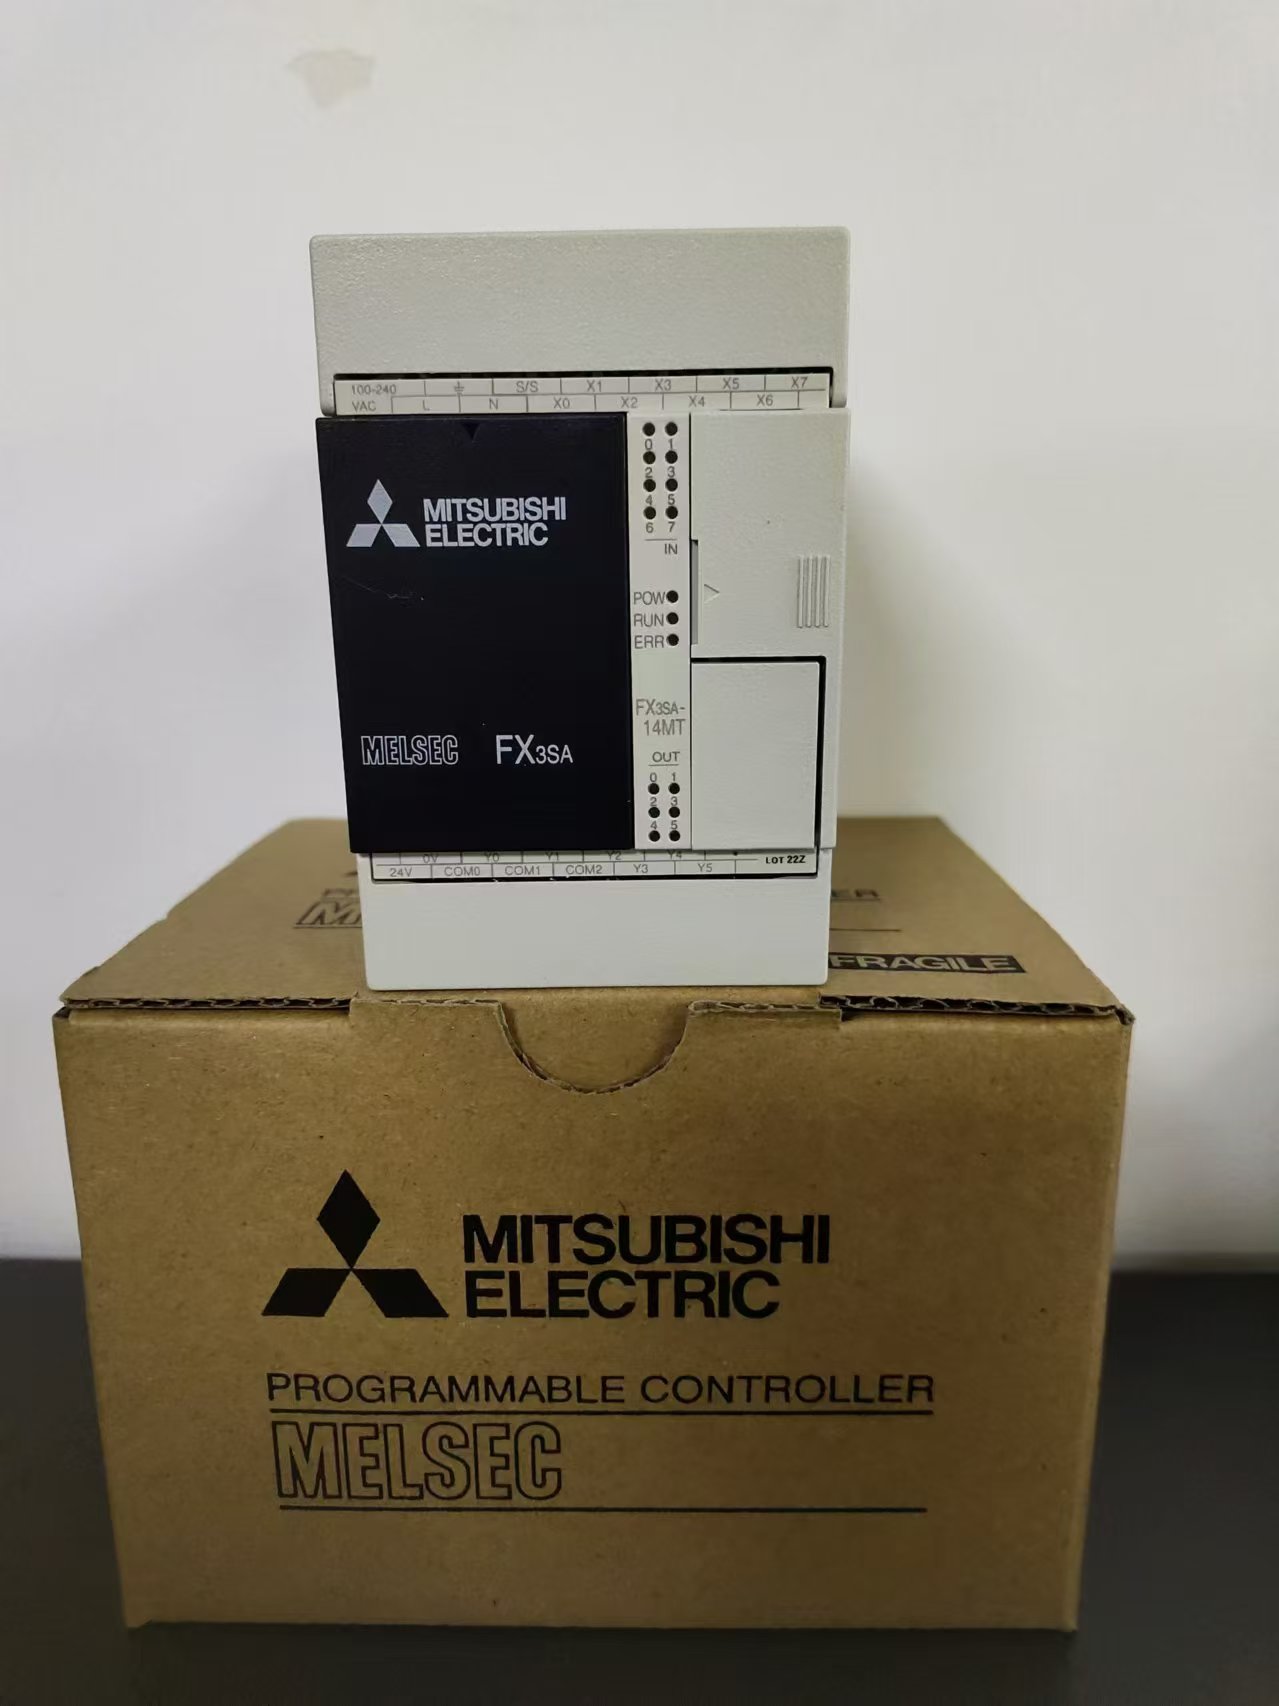 100-240 ⏚ S/S X1 X3 X5 X7
VAC L N X0 X2 X4 X6
MITSUBISHI
ELECTRIC
MELSEC FX3SA
0 1
2 3
4 5
6 7
IN
POW
RUN
ERR
FX3SA-
14MT
OUT
0 1
2 3
4 5
0V Y0 Y1 Y2 Y4
24V COM0 COM1 COM2 Y3 Y5
LOT 22Z
FRAGILE
MITSUBISHI
ELECTRIC
PROGRAMMABLE CONTROLLER
MELSEC